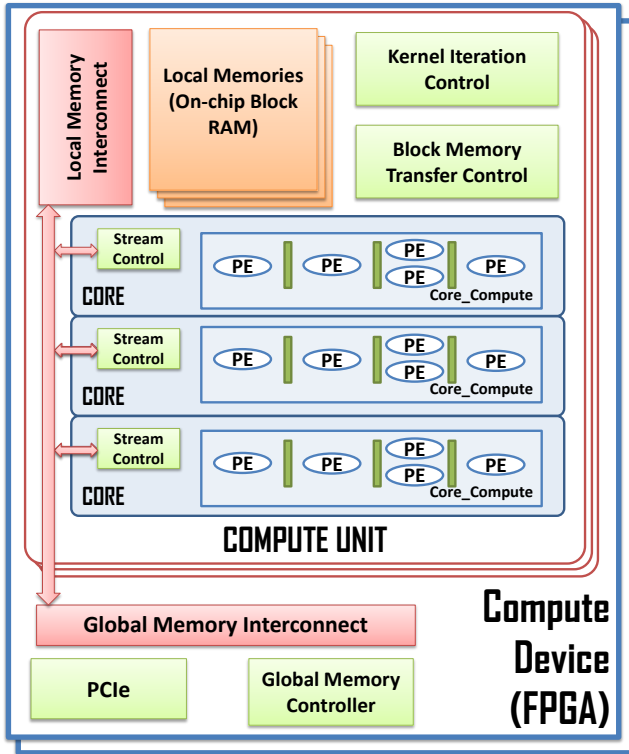 Local Memory
Interconnect
Local Memories
(On-chip Block
RAM)
Kernel Iteration
Control
Block Memory
Transfer Control
Stream
Control
CORE
PE
PE
PE
PE
PE
Core_Compute
Stream
Control
CORE
PE
PE
PE
PE
PE
Core_Compute
Stream
Control
CORE
PE
PE
PE
PE
PE
Core_Compute
COMPUTE UNIT
Global Memory Interconnect
PCIe
Global Memory
Controller
Compute
Device
(FPGA)